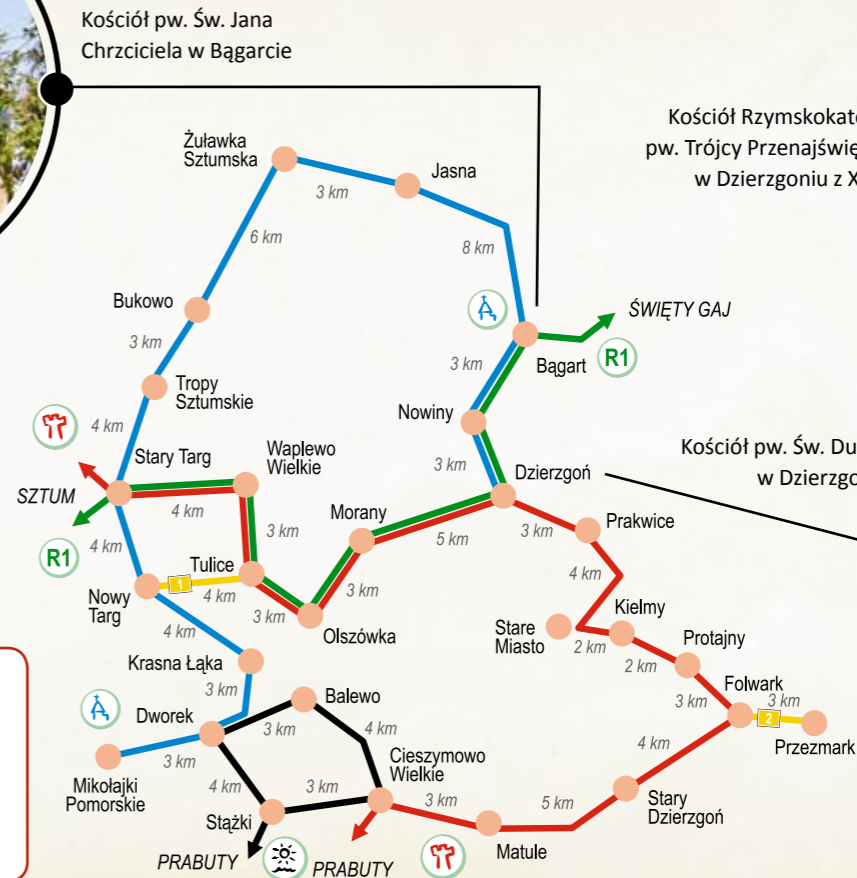 Kościół pw. Św. Jana
Chrzciciela w Bągarcie
Kościół Rzymskokato
pw. Trójcy Przenajświę
w Dzierzgoniu z X
Żuławka
Sztumska
Jasna
3 km
6 km
8 km
Bukowo
ŚWIĘTY GAJ
3 km
Bągart
R1
3 km
Tropy
Sztumskie
Nowiny
4 km
Stary Targ
Waplewo
Wielkie
3 km
Dzierzgoń
Kościół pw. Św. Du
w Dzierzgo
SZTUM
4 km
Morany
3 km
Prakwice
R1
4 km
3 km
5 km
Tulice
1
4 km
3 km
3 km
4 km
Nowy
Targ
Olszówka
Stare
Miasto
Kielmy
4 km
2 km
Protajny
Krasna Łąka
2 km
3 km
Balewo
3 km
Folwark
3 km
2
Przezmark
Dworek
3 km
4 km
3 km
Cieszymowo
Wielkie
4 km
Mikołajki
Pomorskie
4 km
3 km
3 km
5 km
Stary
Dzierzgoń
Stążki
Matule
PRABUTY
PRABUTY